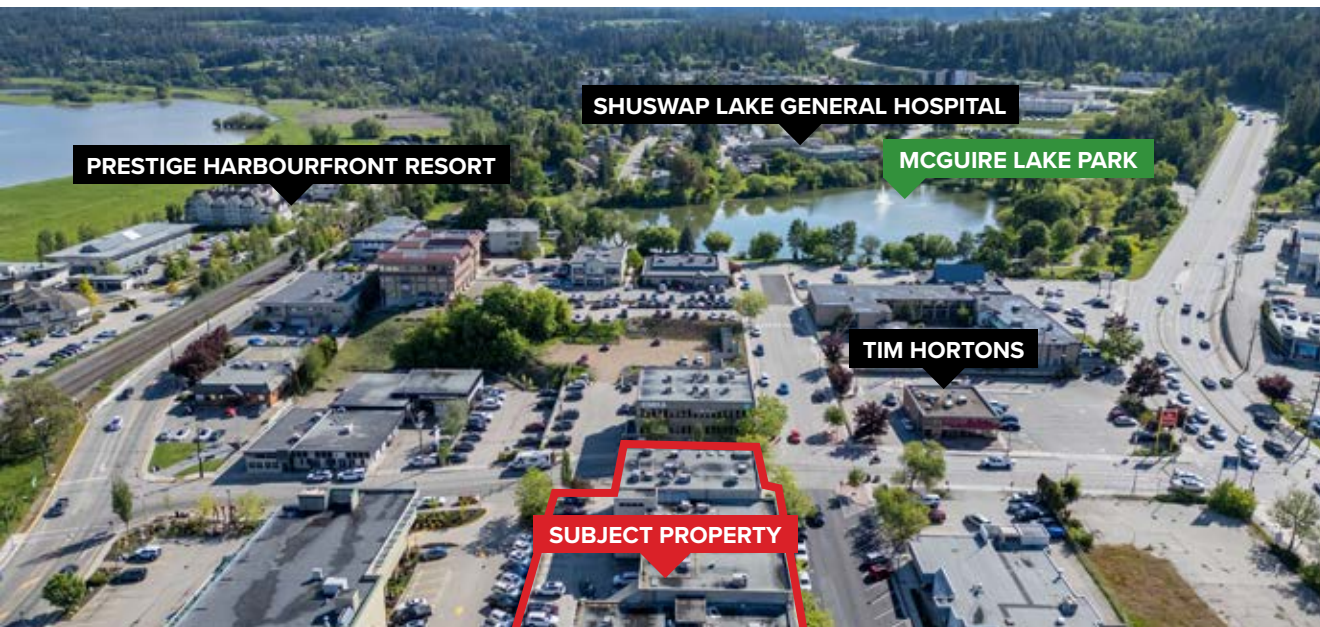 SHUSWAP LAKE GENERAL HOSPITAL
MCGUIRE LAKE PARK
PRESTIGE HARBOURFRONT RESORT
TIM HORTONS
SUBJECT PROPERTY